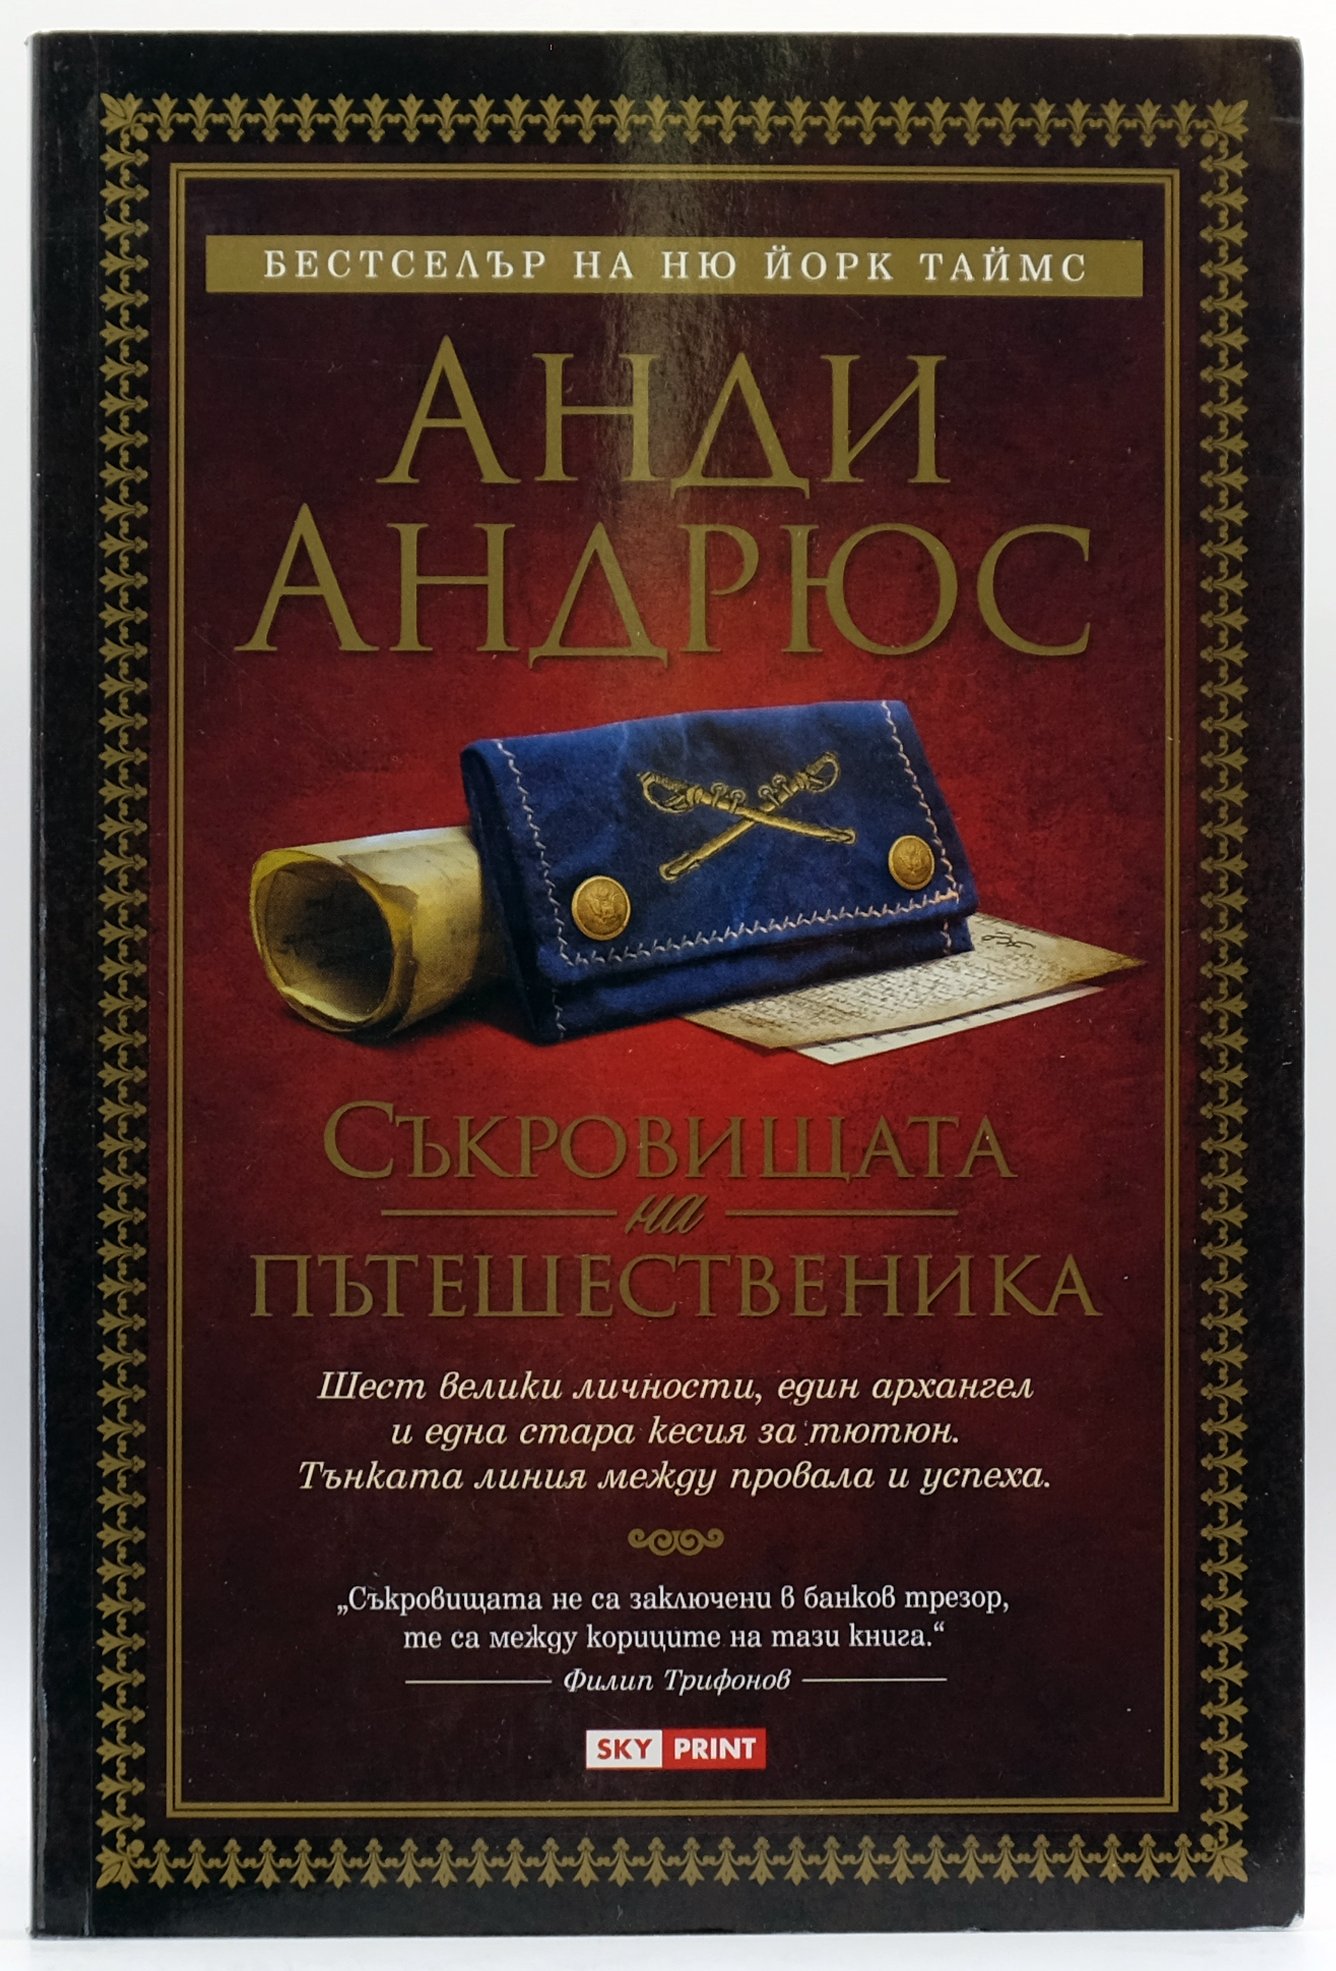 БЕСТСЕЛЪР НА НЮ ЙОРК ТАЙМС
АНДИ
АНДРЮС
СЪКРОВИЩАТА
на
ПЪТЕШЕСТВЕНИКА
Шест велики личности, един архангел
и една стара кесия за тютюн.
Тънката линия между провала и успеха.
„Съкровищата не са заключени в банков трезор,
те са между кориците на тази книга.“
Филип Трифонов
SKY PRINT